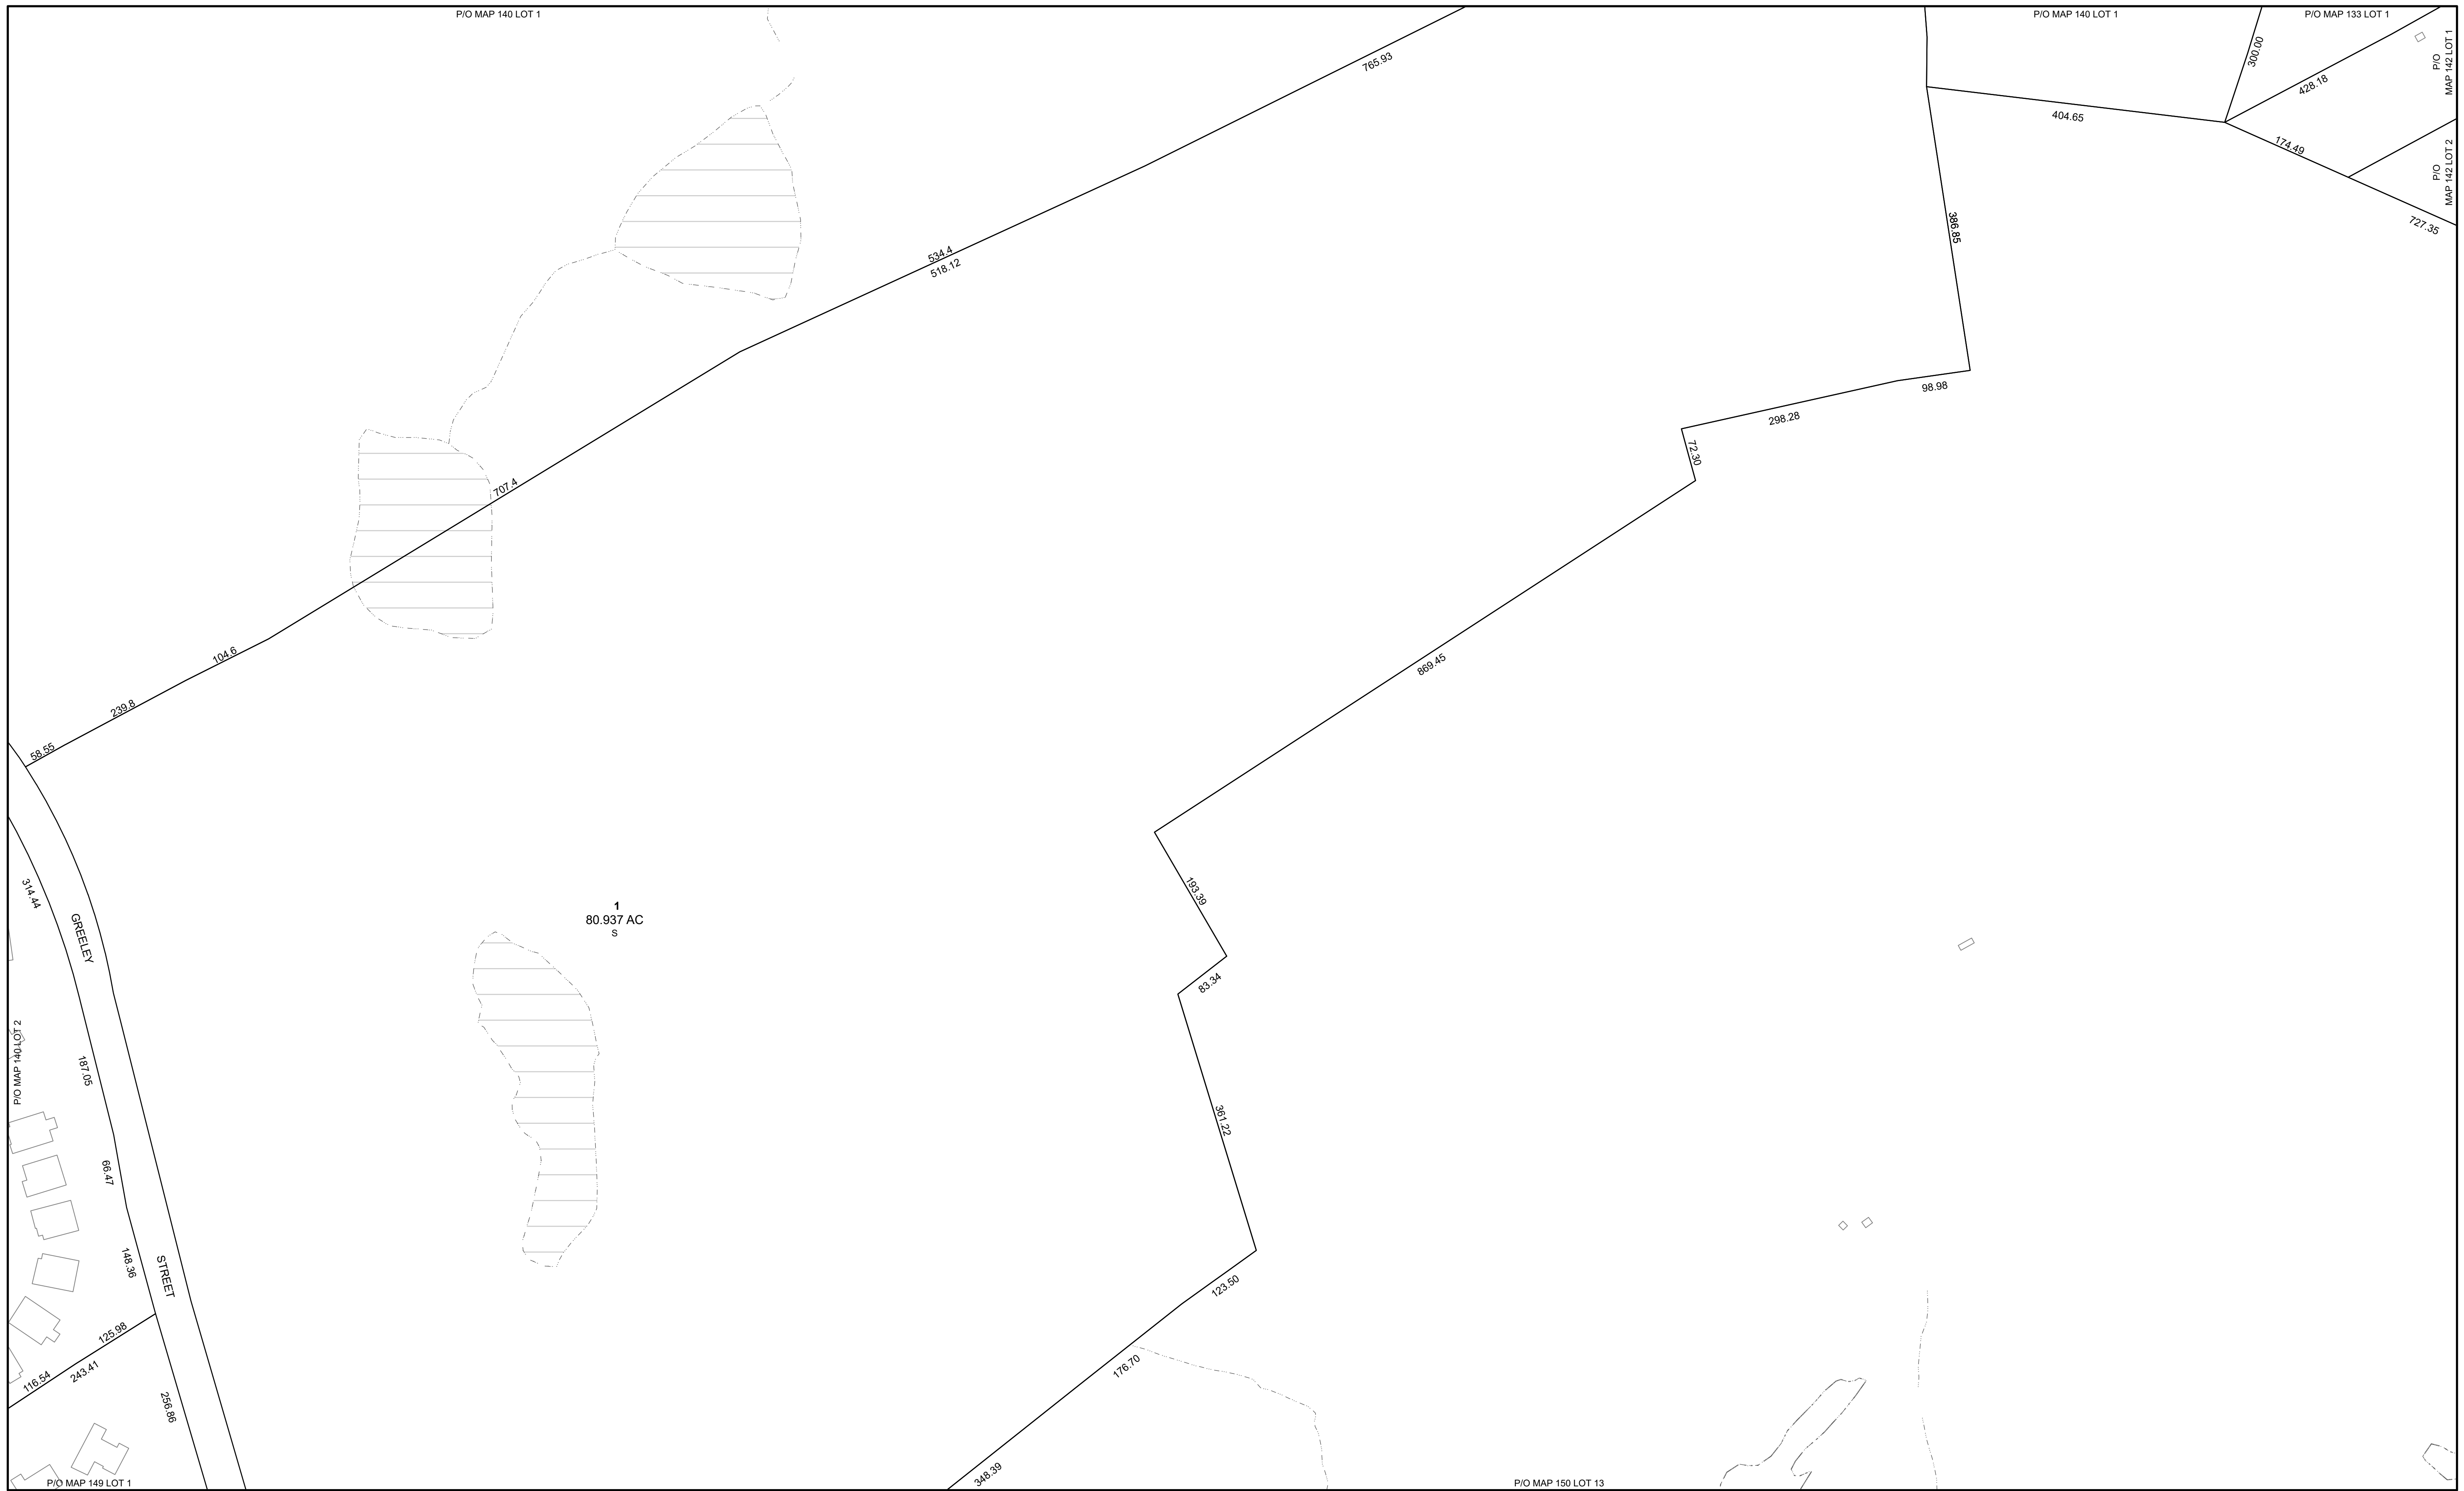 P/O MAP 140 LOT 1
P/O MAP 140 LOT 1
P/O MAP 133 LOT 1
P/O
MAP 142 LOT 1
765.93
300.00
428.18
404.65
174.49
P/O
MAP 142 LOT 2
727.35
386.85
534.4
518.12
98.98
298.28
72.30
707.4
104.6
869.45
239.8
58.55
193.39
314.44
GREELEY
1
80.937 AC
S
83.34
P/O MAP 140 LOT 2
187.05
361.22
66.47
148.36
STREET
123.50
125.98
176.70
116.54
243.41
256.86
348.39
P/O MAP 149 LOT 1
P/O MAP 150 LOT 13